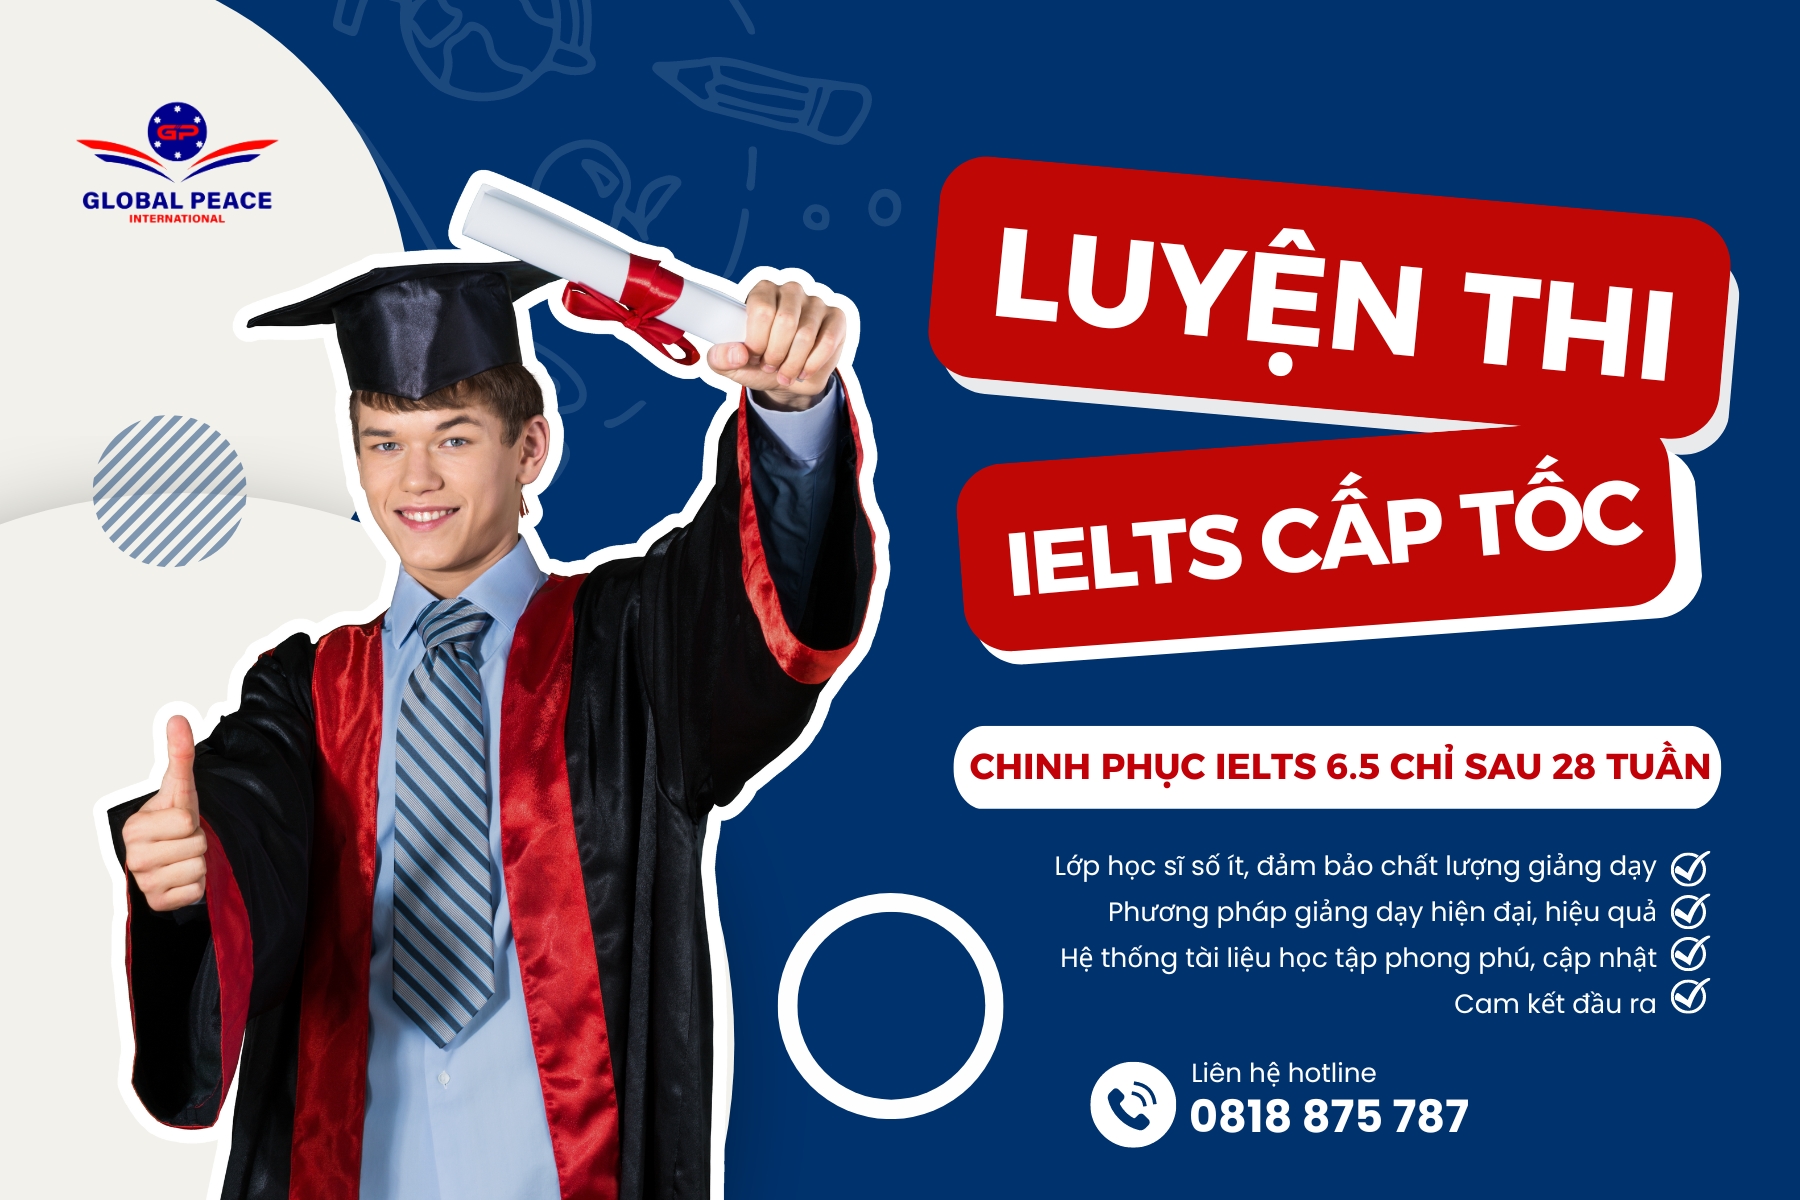 GP
GLOBAL PEACE
INTERNATIONAL
LUYỆN THI
IELTS CẤP TỐC
CHINH PHỤC IELTS 6.5 CHỈ SAU 28 TUẦN
Lớp học sĩ số ít, đảm bảo chất lượng giảng dạy
Phương pháp giảng dạy hiện đại, hiệu quả
Hệ thống tài liệu học tập phong phú, cập nhật
Cam kết đầu ra
Liên hệ hotline
0818 875 787